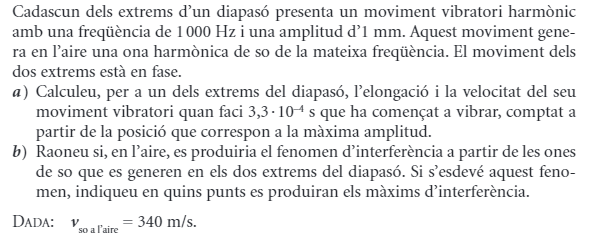 Cadascun dels extrems d'un diapasó presenta un moviment vibratori harmònic
amb una freqüència de 1 000 Hz i una amplitud d'1 mm. Aquest moviment gene-
ra en l'aire una ona harmònica de so de la mateixa freqüència. El moviment dels
dos extrems està en fase.
a) Calculeu, per a un dels extrems del diapasó, l'elongació i la velocitat del seu
moviment vibratori quan faci 3,3 · 10⁻⁴ s que ha començat a vibrar, comptat a
partir de la posició que correspon a la màxima amplitud.
b) Raoneu si, en l'aire, es produiria el fenomen d'interferència a partir de les ones
de so que es generen en els dos extrems del diapasó. Si s'esdevé aquest feno-
men, indiqueu en quins punts es produiran els màxims d'interferència.
DADA: v so a l'aire = 340 m/s.